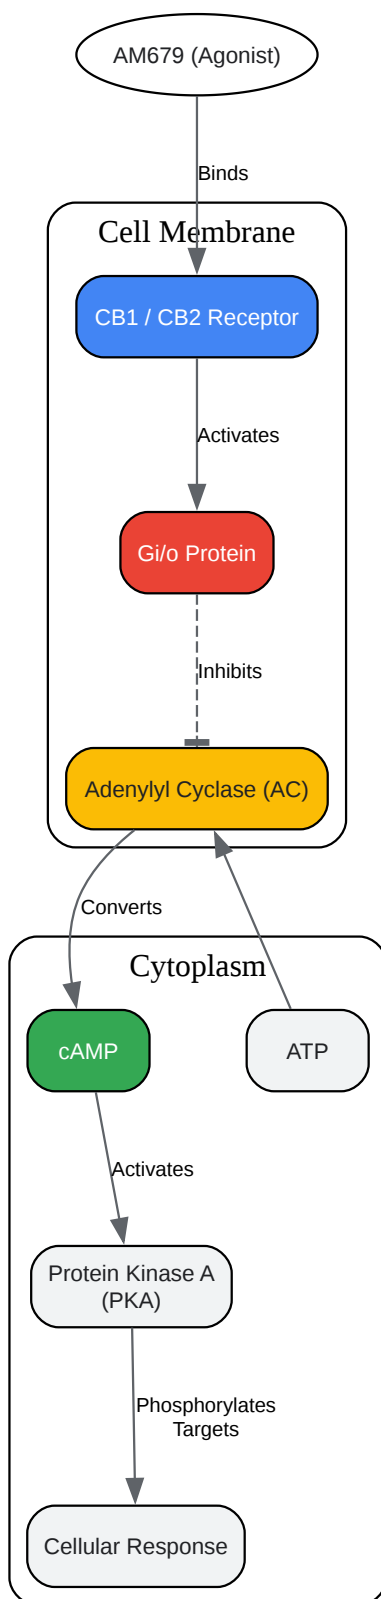 AM679 (Agonist)
Binds
Cell Membrane
CB1 / CB2 Receptor
Activates
Gi/o Protein
Inhibits
Adenylyl Cyclase (AC)
Converts
Cytoplasm
cAMP
ATP
Activates
Protein Kinase A
(PKA)
Phosphorylates
Targets
Cellular Response